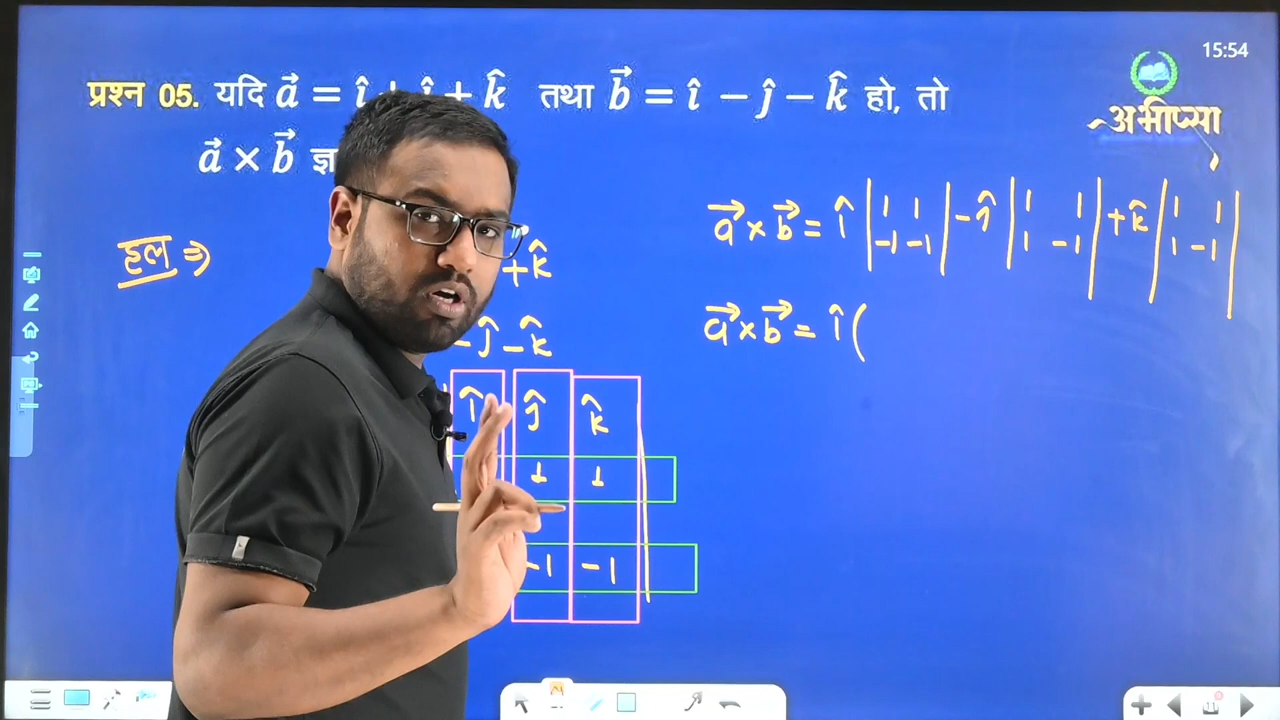 15:54
प्रश्न 05. यदि a⃗ = î + ĵ + k̂ तथा b⃗ = î − ĵ − k̂ हो, तो
अभीप्सा
a⃗ × b⃗
हल ⇒
a⃗ × b⃗ = î |1 1 / -1 -1| - ĵ |1 1 / 1 -1| + k̂ |1 1 / 1 -1|
+ k̂
a⃗ × b⃗ = î (
- ĵ - k̂
î ĵ k̂
1 1
-1 -1
11